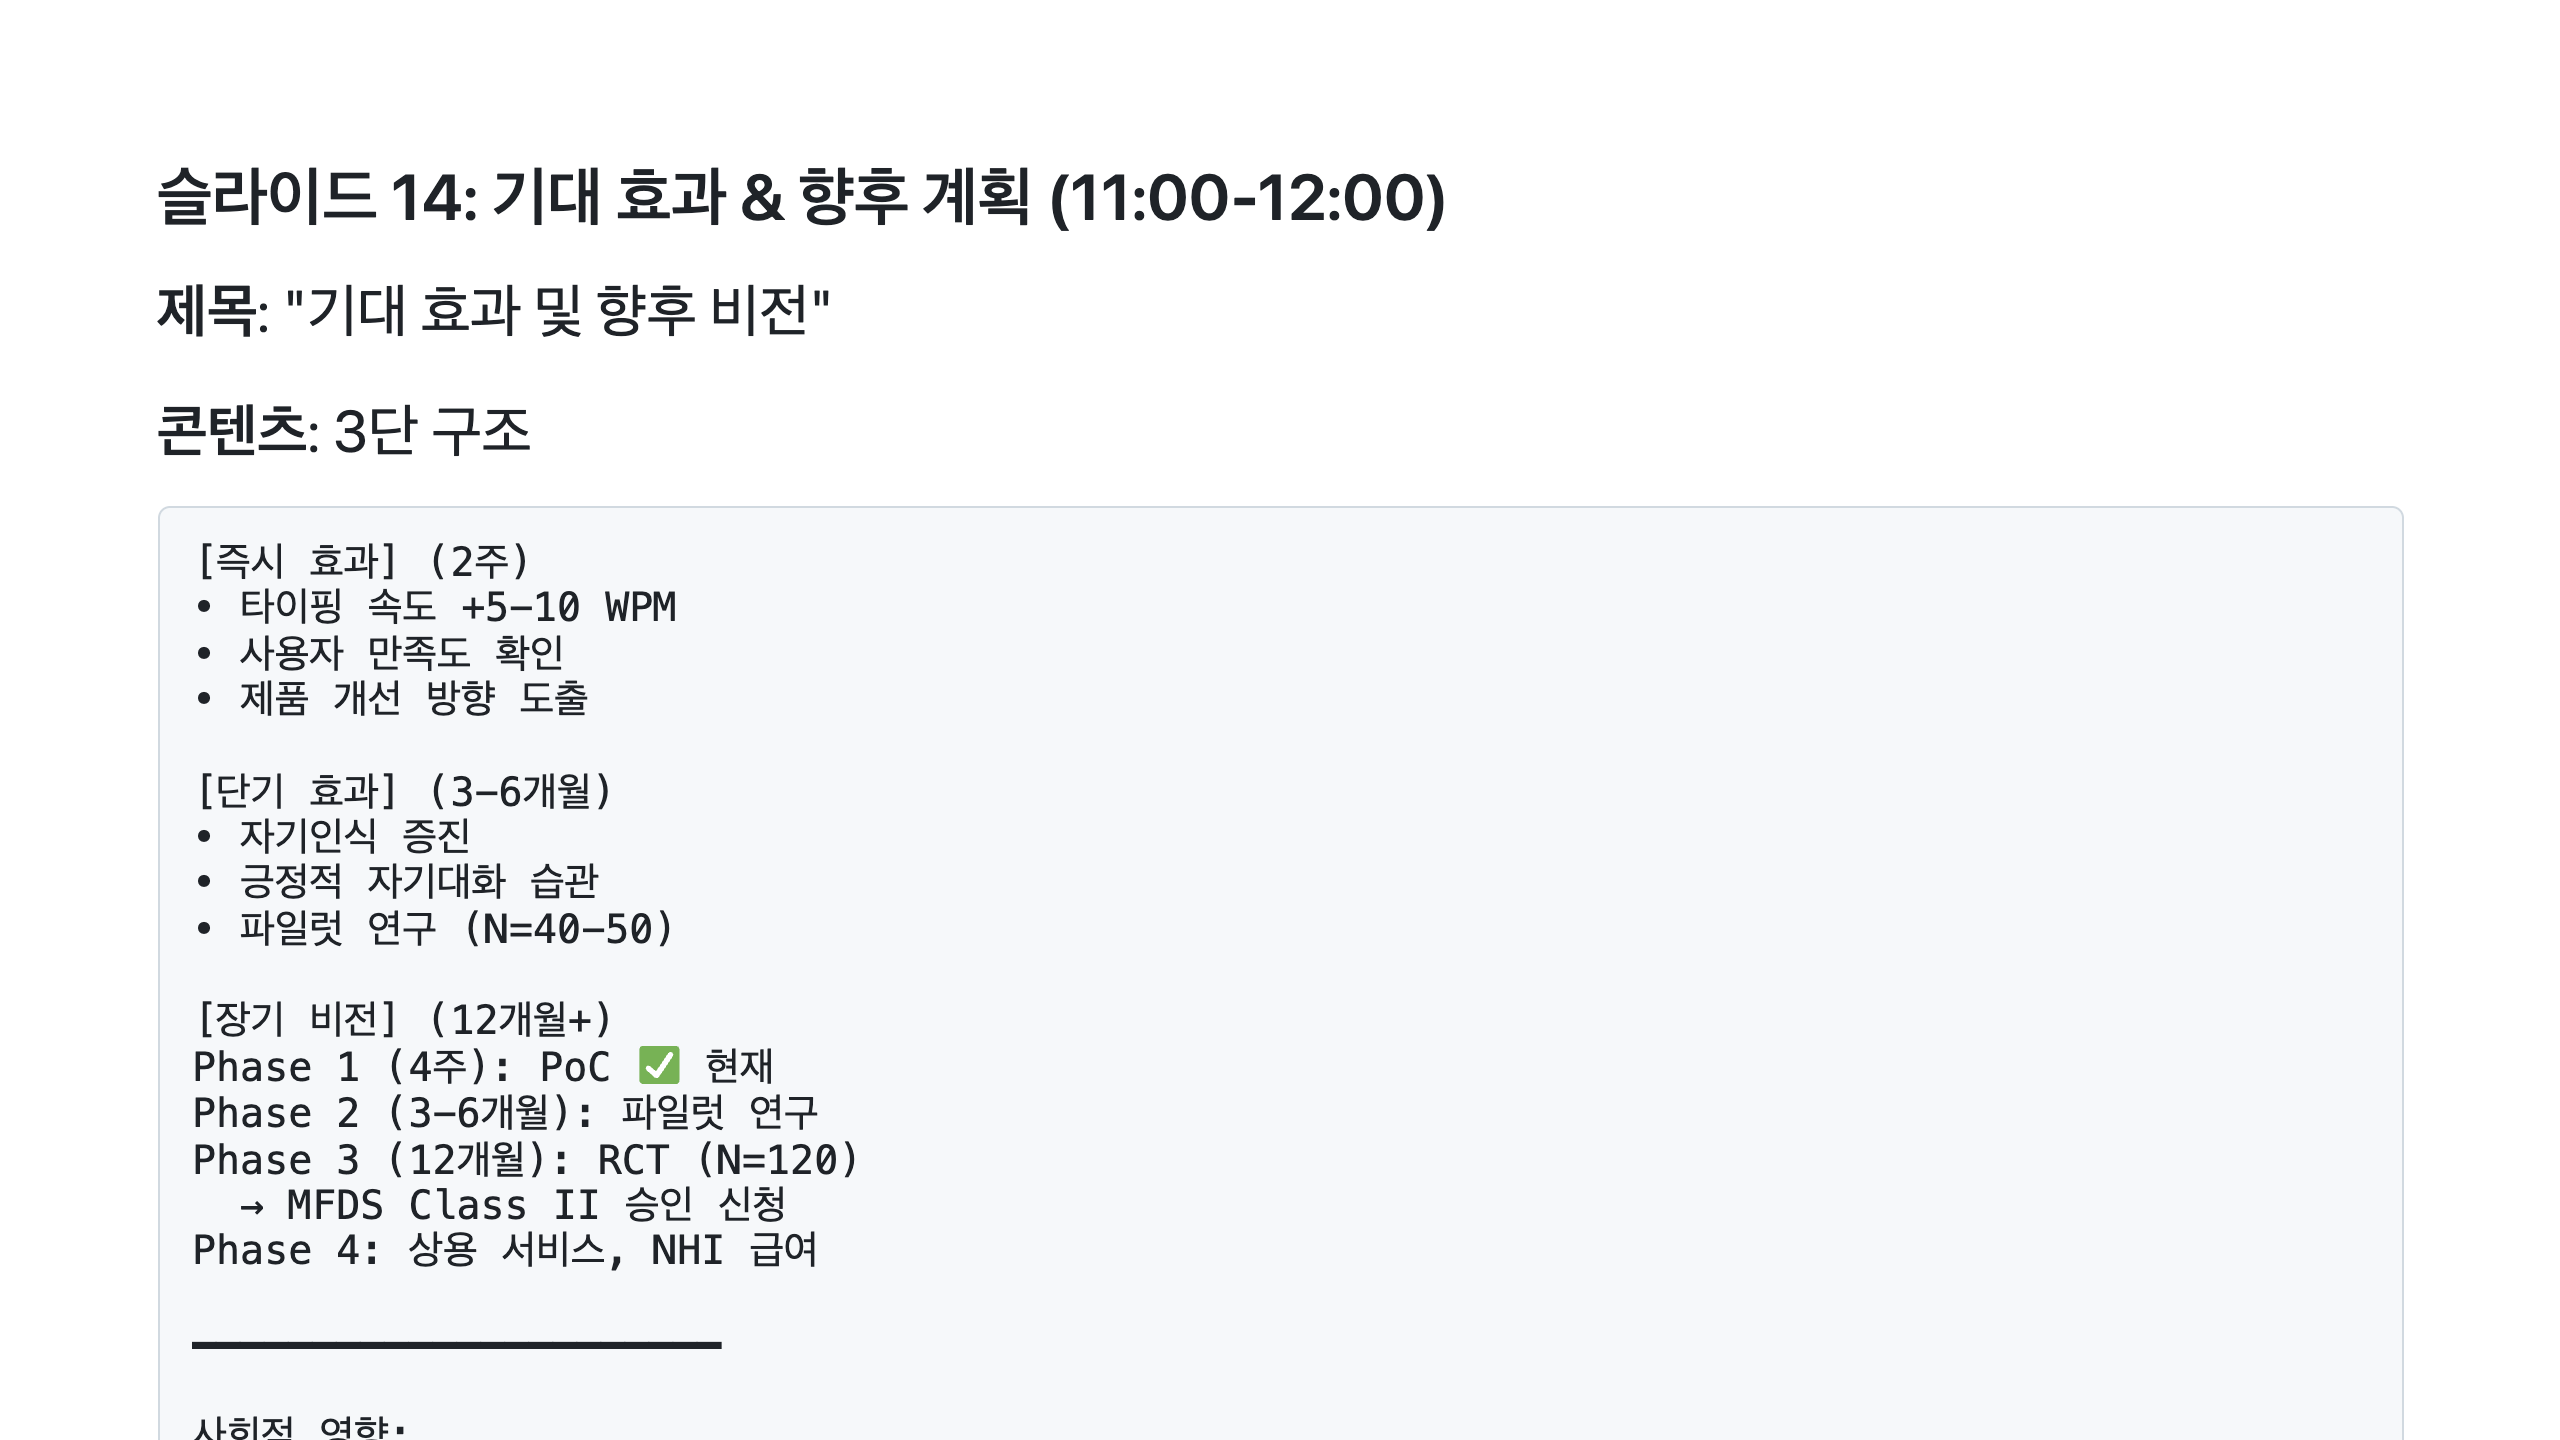 슬라이드 14: 기대 효과 & 향후 계획 (11:00-12:00)
제목: "기대 효과 및 향후 비전"
콘텐츠: 3단 구조
[즉시 효과] (2주)
• 타이핑 속도 +5-10 WPM
• 사용자 만족도 확인
• 제품 개선 방향 도출
[단기 효과] (3-6개월)
• 자기인식 증진
• 긍정적 자기대화 습관
• 파일럿 연구 (N=40-50)
[장기 비전] (12개월+)
Phase 1 (4주): PoC ✅ 현재
Phase 2 (3-6개월): 파일럿 연구
Phase 3 (12개월): RCT (N=120)
→ MFDS Class II 승인 신청
Phase 4: 상용 서비스, NHI 급여
사회적 영향: